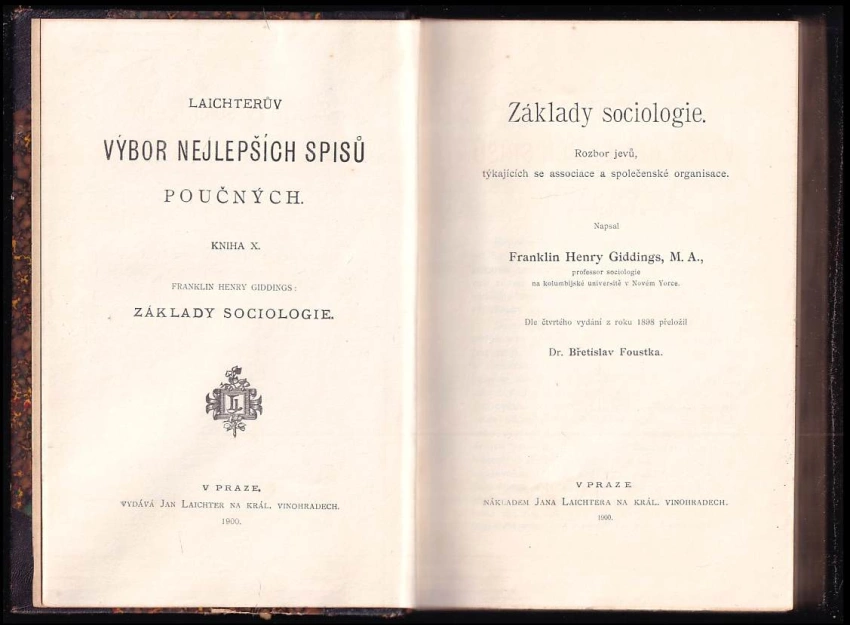 LAICHTERŮV
VÝBOR NEJLEPŠÍCH SPISŮ
POUČNÝCH.
KNIHA X.
FRANKLIN HENRY GIDDINGS:
ZÁKLADY SOCIOLOGIE.
V PRAZE.
VYDÁVÁ JAN LAICHTER NA KRÁL. VINOHRADECH.
1900.
Základy sociologie.
Rozbor jevů,
týkajících se associace a společenské organisace.
Napsal
Franklin Henry Giddings, M. A.,
professor sociologie
na kolumbijské universitě v Novém Yorce.
Dle čtvrtého vydání z roku 1898 přeložil
Dr. Břetislav Foustka.
V PRAZE
NÁKLADEM JANA LAICHTERA NA KRÁL. VINOHRADECH.
1900.